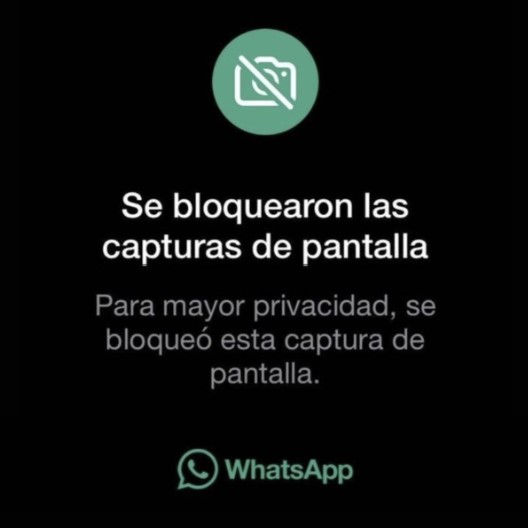 Se bloquearon las
capturas de pantalla
Para mayor privacidad, se
bloqueó esta captura de
pantalla.
WhatsApp